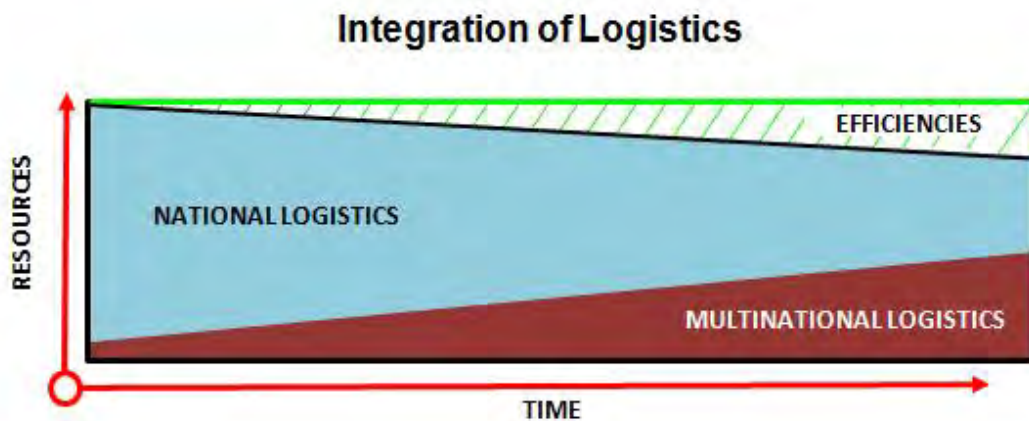 Integration of Logistics
EFFICIENCIES
NATIONAL LOGISTICS
RESOURCES
MULTINATIONAL LOGISTICS
TIME